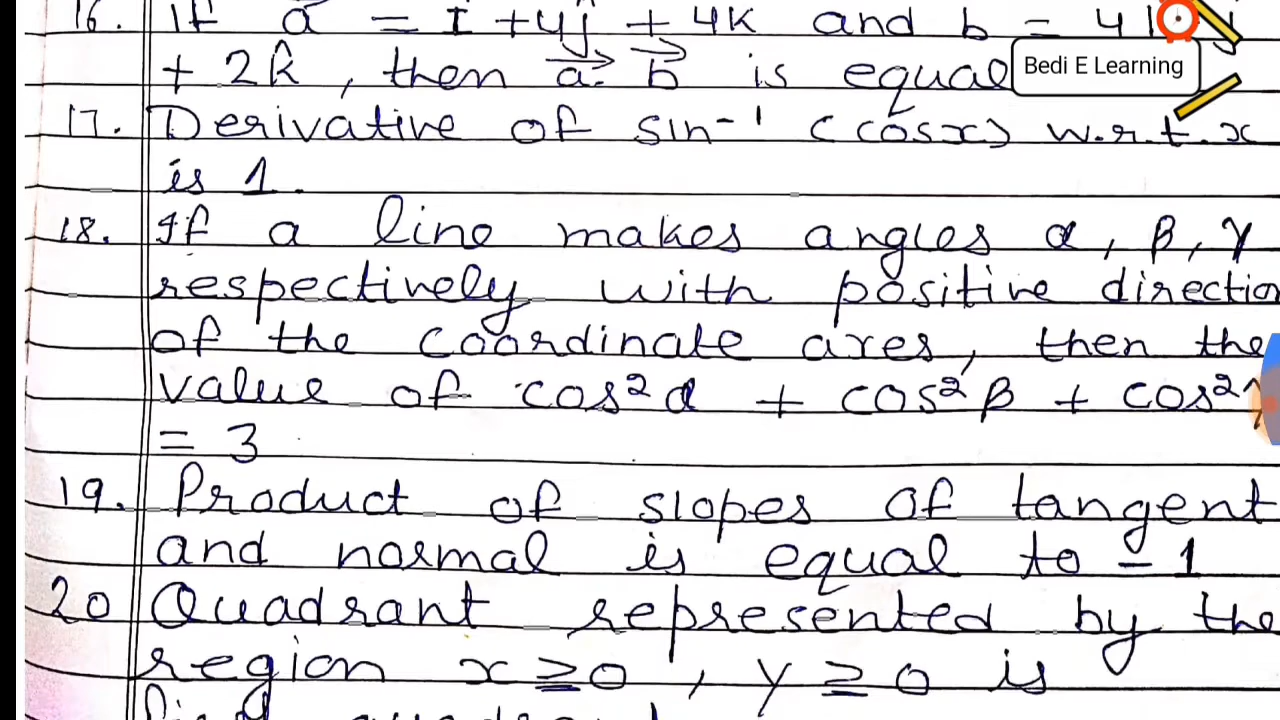 16. If a = i + 4j + 4k and b = 4i j
+ 2k̂, then a⃗. b⃗ is equal
Bedi E Learning
17. Derivative of sin⁻¹ (cosx) w.r.t. x
is 1.
18. If a line makes angles α, β, γ
respectively with positive directio
of the coordinate axes, then the
value of cos²α + cos²β + cos²γ
= 3
19. Product of slopes of tangent
and normal is equal to -1
20 Quadrant represented by the
region x ≥ 0, y ≥ 0 is